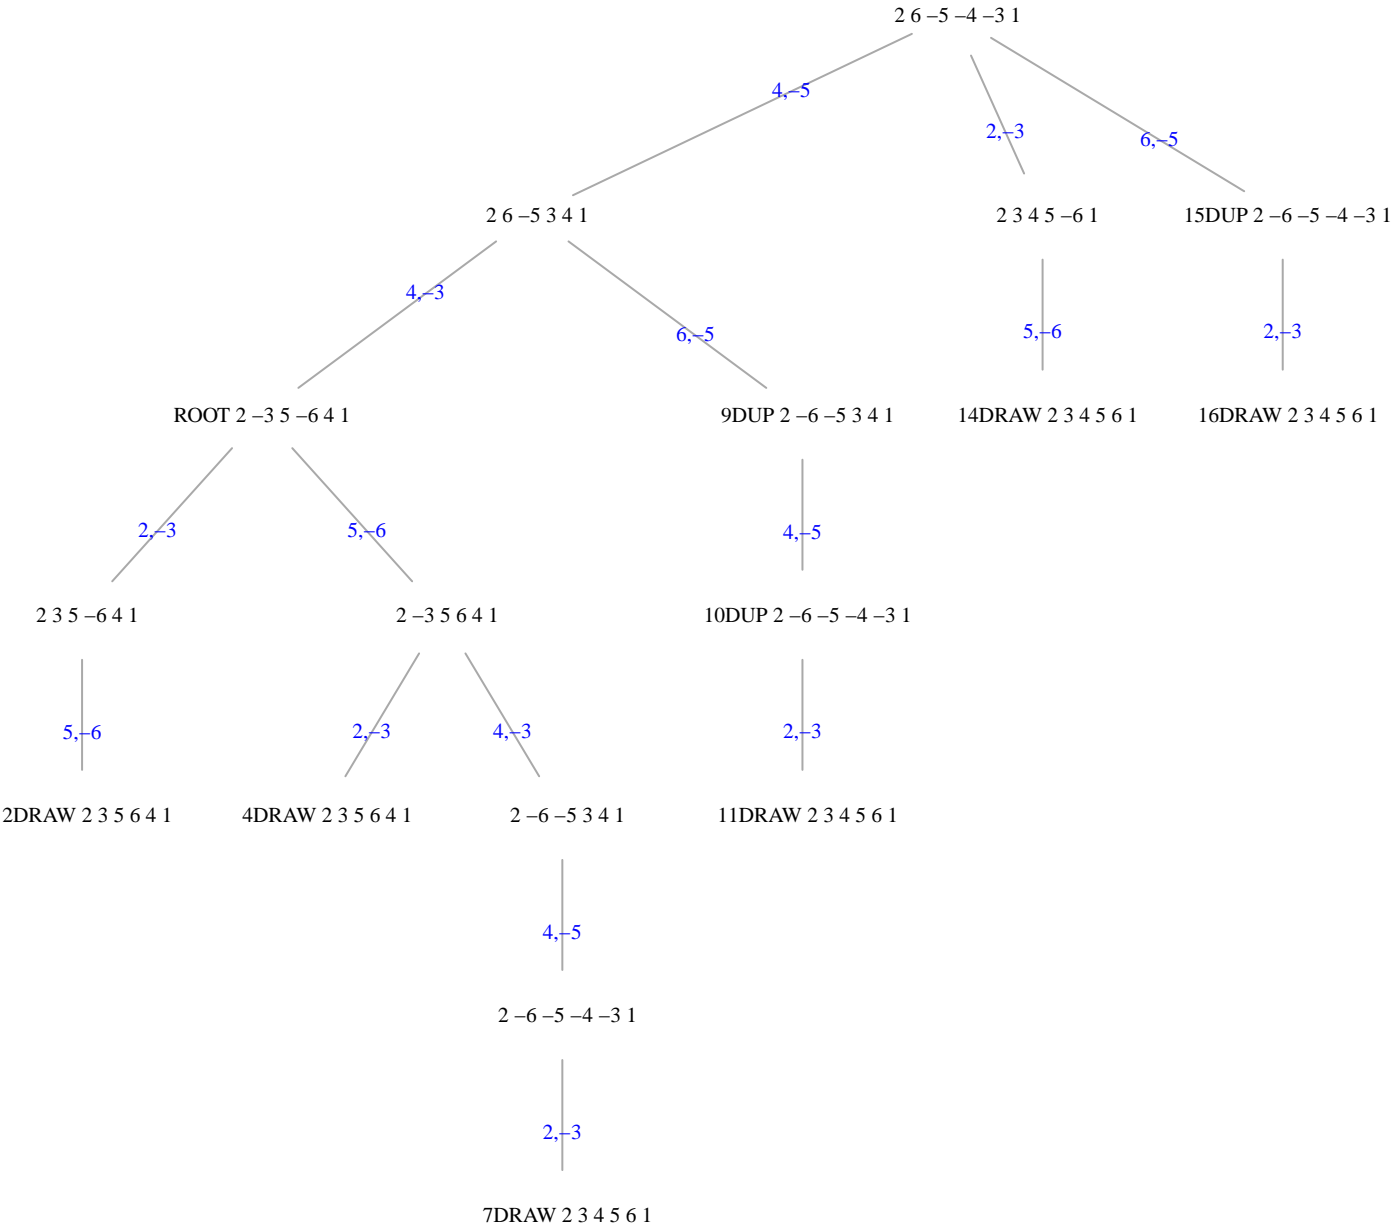 2 6 –5 –4 –3 1
4,–5
2,–3
6,–5
2 6 –5 3 4 1
2 3 4 5 –6 1
15DUP 2 –6 –5 –4 –3 1
4,–3
6,–5
5,–6
2,–3
ROOT 2 –3 5 –6 4 1
9DUP 2 –6 –5 3 4 1
14DRAW 2 3 4 5 6 1
16DRAW 2 3 4 5 6 1
2,–3
5,–6
4,–5
2 3 5 –6 4 1
2 –3 5 6 4 1
10DUP 2 –6 –5 –4 –3 1
5,–6
2,–3
4,–3
2,–3
2DRAW 2 3 5 6 4 1
4DRAW 2 3 5 6 4 1
2 –6 –5 3 4 1
11DRAW 2 3 4 5 6 1
4,–5
2 –6 –5 –4 –3 1
2,–3
7DRAW 2 3 4 5 6 1